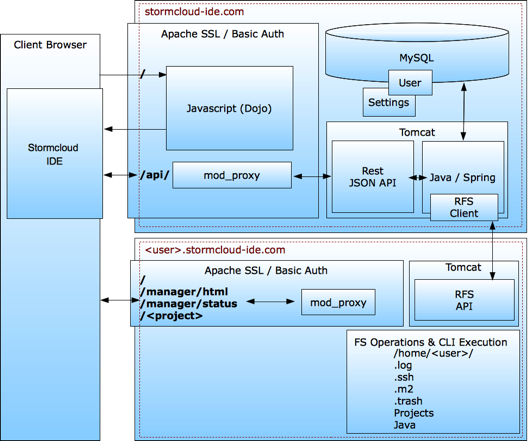 stormcloud-ide.com
Client Browser
Stormcloud
IDE
Apache SSL / Basic Auth
/
Javascript (Dojo)
/api/
mod_proxy
MySQL
User
Settings
Tomcat
Rest
JSON API
Java / Spring
RFS
Client
<user>.stormcloud-ide.com
Apache SSL / Basic Auth
/
/manager/html
/manager/status
/<project>
mod_proxy
Tomcat
RFS
API
FS Operations & CLI Execution
/home/<user>/
.log
.ssh
.m2
.trash
Projects
Java